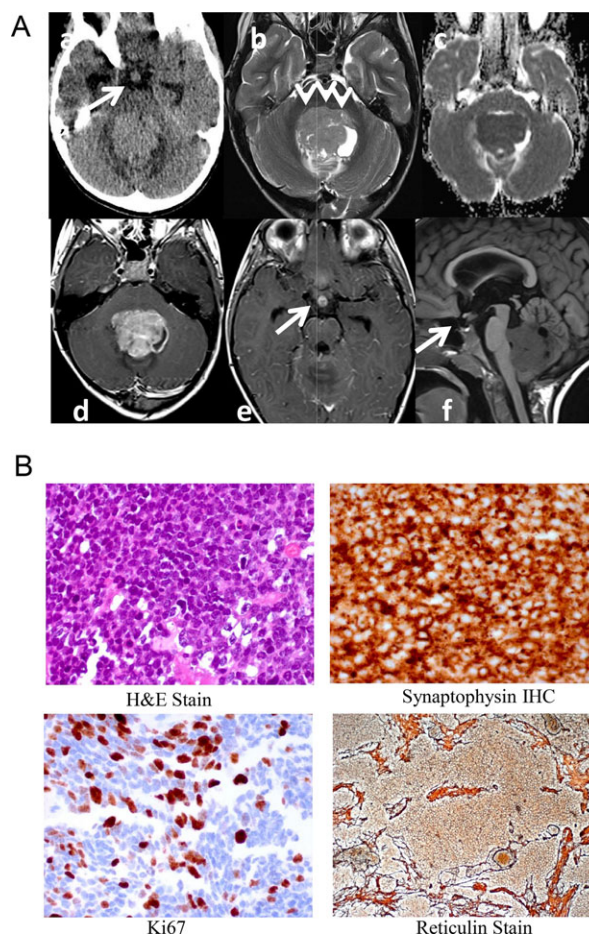 A
a
b
c
d
e
f
B
H&E Stain
Synaptophysin IHC
Ki67
Reticulin Stain